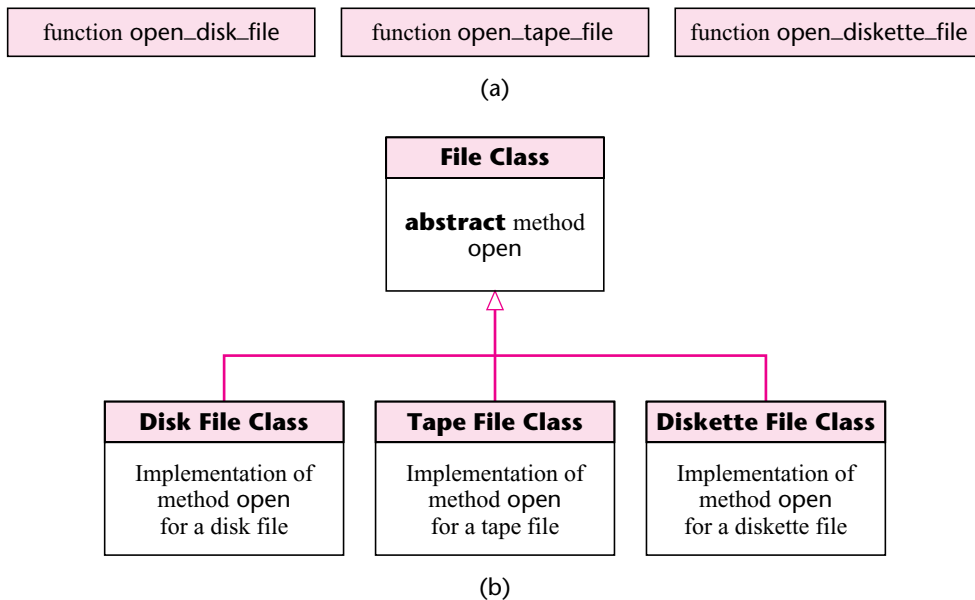 function open_disk_file
function open_tape_file
function open_diskette_file
(a)
File Class
abstract method
open
Disk File Class
Implementation of
method open
for a disk file
Tape File Class
Implementation of
method open
for a tape file
Diskette File Class
Implementation of
method open
for a diskette file
(b)